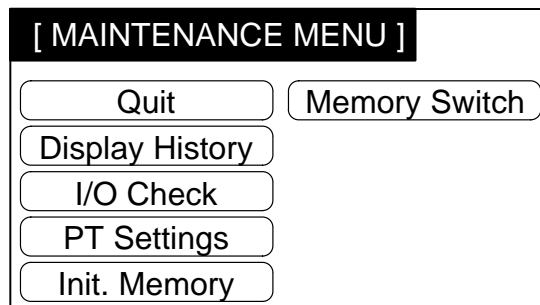 [ MAINTENANCE MENU ]
Quit
Memory Switch
Display History
I/O Check
PT Settings
Init. Memory